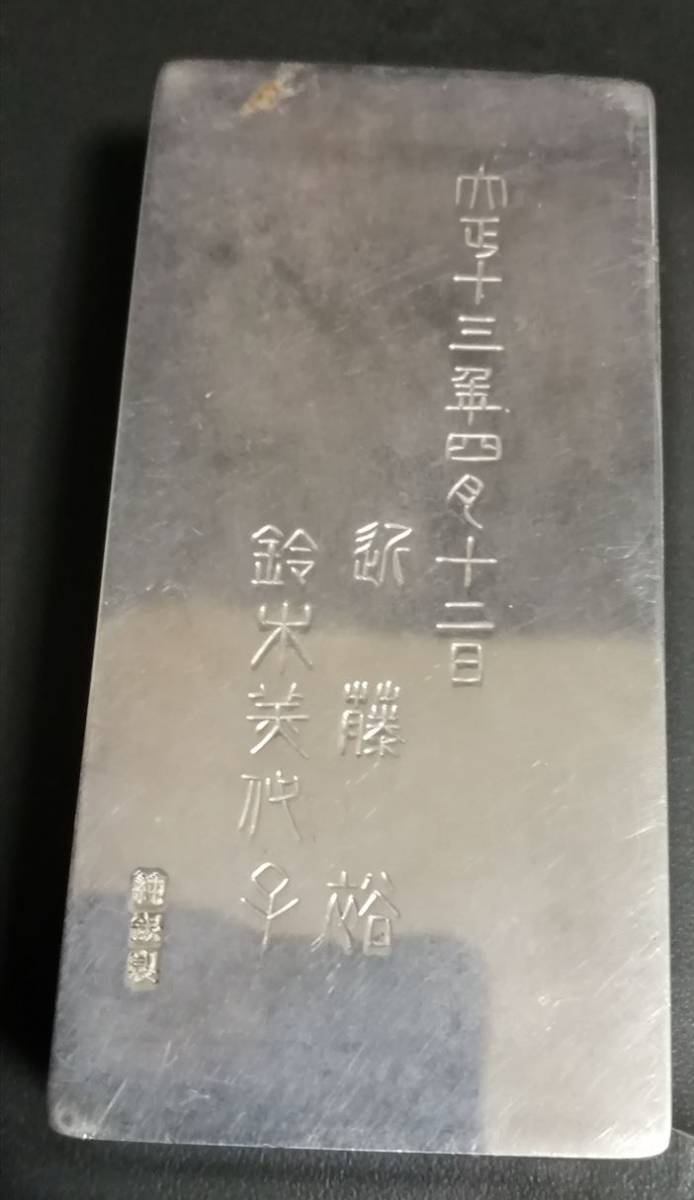 大正十三年四月十二日
近藤裕
鈴木美代子
純銀製